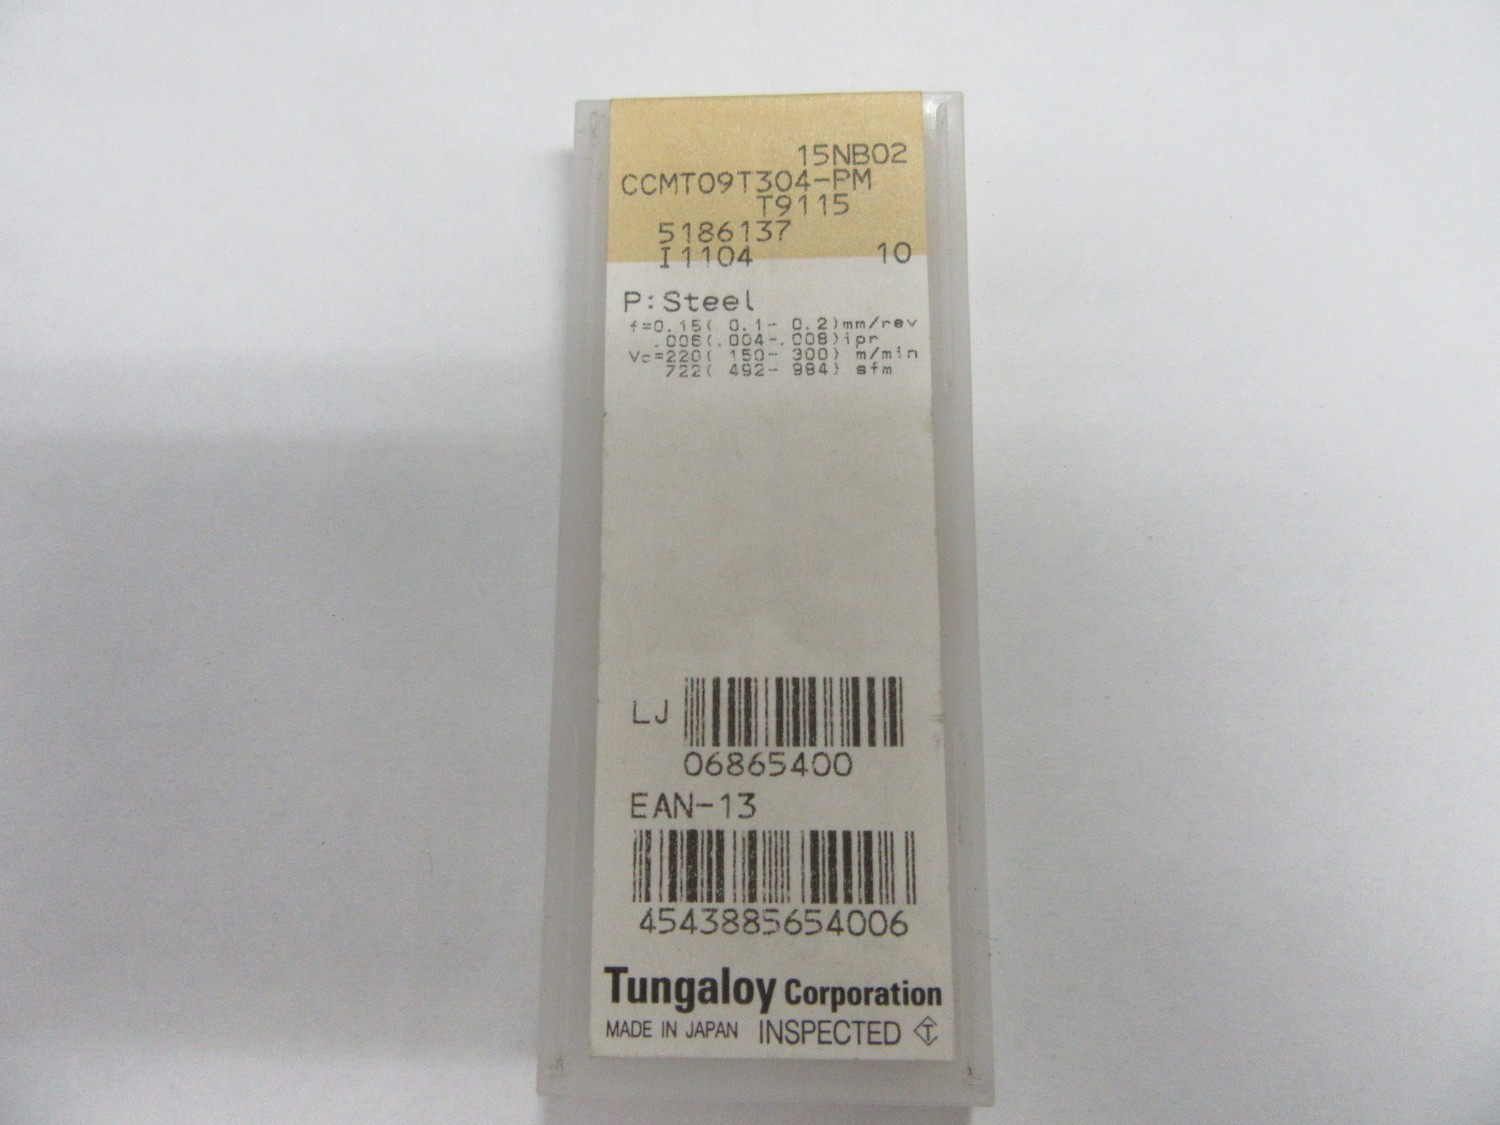 15NB02
CCMT09T304-PM
T9115
5186137
I1104 10
P:Steel
f=0.15( 0.1- 0.2)mm/rev
.006(.004-.008)ipr
Vc=220( 150- 300) m/min
722( 492- 984) sfm
LJ
06865400
EAN-13
4543885654006
Tungaloy Corporation
MADE IN JAPAN INSPECTED T